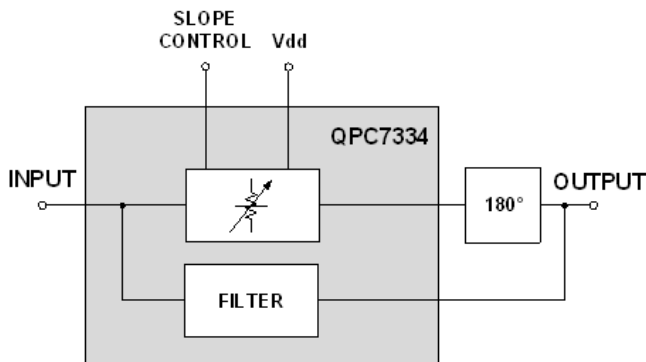 SLOPE
CONTROL Vdd
QPC7334
INPUT
180°
OUTPUT
FILTER